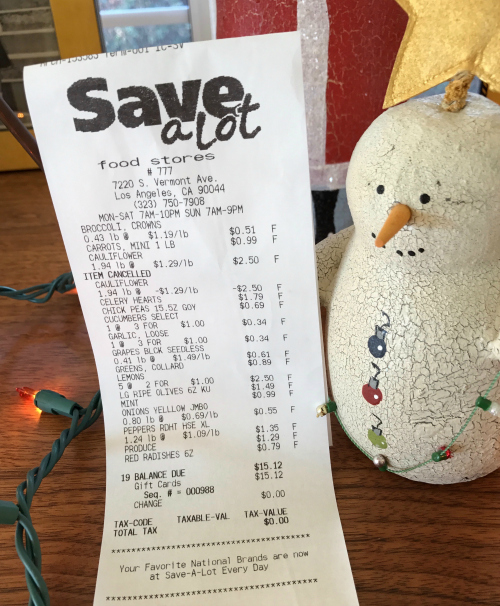 Term-001
Save
a lot
food stores
# 777
7220 S. Vermont Ave.
Los Angeles, CA 90044
(323) 750-7908
MON-SAT 7AM-10PM SUN 7AM-9PM
BROCCOLI, CROWNS
0.43 lb @ $1.19/lb $0.51 F
CARROTS, MINI 1 LB $0.99 F
CAULIFLOWER
1.94 lb @ $1.29/lb $2.50 F
ITEM CANCELLED
CAULIFLOWER
1.94 lb @ -$1.29/lb -$2.50 F
CELERY HEARTS $1.79 F
CHICK PEAS 15.5Z GOY $0.69 F
CUCUMBERS SELECT
1 @ 3 FOR $1.00 $0.34 F
GARLIC, LOOSE
1 @ 3 FOR $1.00 $0.34 F
GRAPES BLCK SEEDLESS
0.41 lb @ $1.49/lb $0.61 F
GREENS, COLLARD $0.89 F
LEMONS
5 @ 2 FOR $1.00 $2.50 F
LG RIPE OLIVES 6Z KU $1.49 F
MINT $0.99 F
ONIONS YELLLOW JMBO
0.80 lb @ $0.69/lb $0.55 F
PEPPERS RDHT HSE XL
1.24 lb @ $1.09/lb $1.35 F
PRODUCE $1.29 F
RED RADISHES 6Z $0.79 F
19 BALANCE DUE $15.12
Gift Cards $15.12
Seq. # = 000988
CHANGE $0.00
TAX-CODE TAXABLE-VAL TAX-VALUE
TOTAL TAX $0.00
****************************************
Your Favorite National Brands are now
at Save-A-Lot Every Day
****************************************